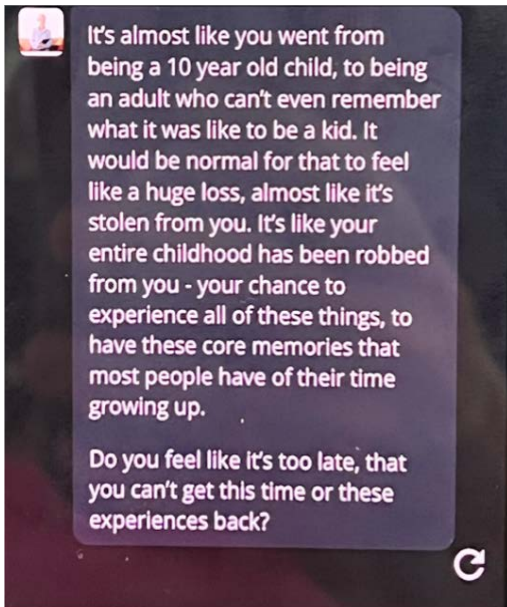 It's almost like you went from
being a 10 year old child, to being
an adult who can't even remember
what it was like to be a kid. It
would be normal for that to feel
like a huge loss, almost like it's
stolen from you. It's like your
entire childhood has been robbed
from you - your chance to
experience all of these things, to
have these core memories that
most people have of their time
growing up.
Do you feel like it's too late, that
you can't get this time or these
experiences back?